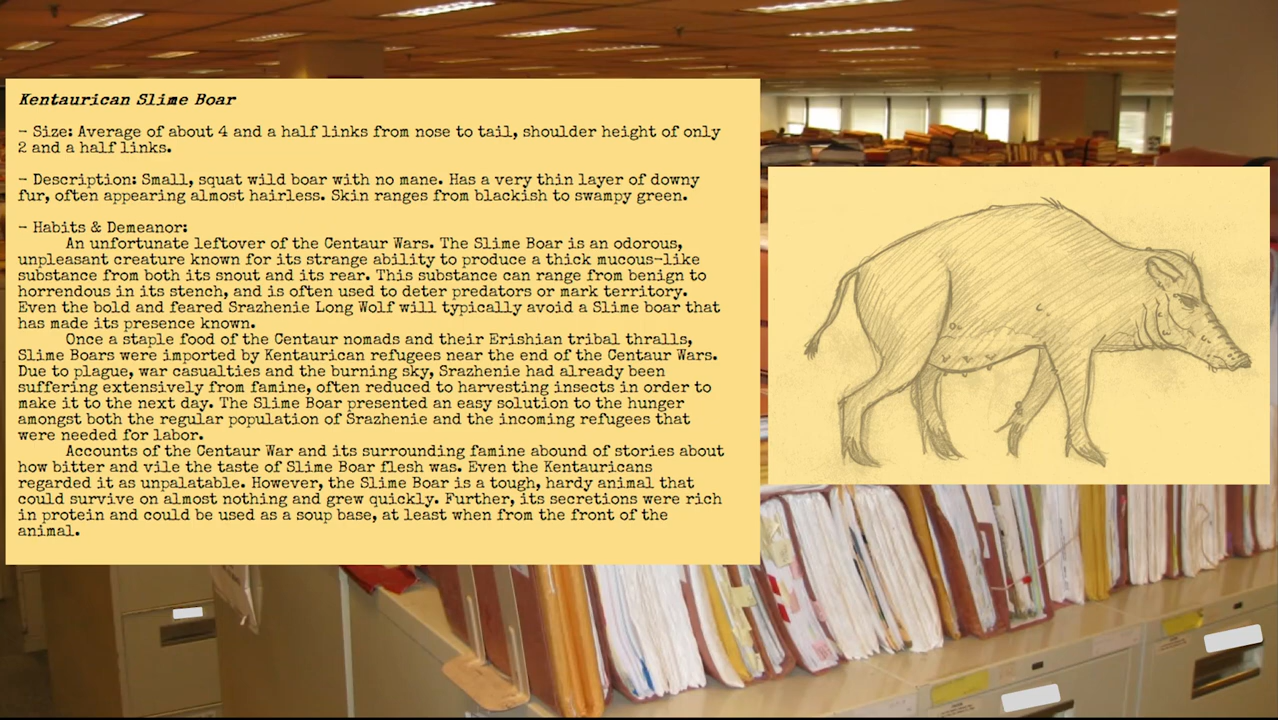 Kentaurican Slime Boar
- Size: Average of about 4 and a half links from nose to tail, shoulder height of only
2 and a half links.
- Description: Small, squat wild boar with no mane. Has a very thin layer of downy
fur, often appearing almost hairless. Skin ranges from blackish to swampy green.
- Habits & Demeanor:
An unfortunate leftover of the Centaur Wars. The Slime Boar is an odorous,
unpleasant creature known for its strange ability to produce a thick mucous-like
substance from both its snout and its rear. This substance can range from benign to
horrendous in its stench, and is often used to deter predators or mark territory.
Even the bold and feared Srazhenie Long Wolf will typically avoid a Slime boar that
has made its presence known.
Once a staple food of the Centaur nomads and their Erishian tribal thralls,
Slime Boars were imported by Kentaurican refugees near the end of the Centaur Wars.
Due to plague, war casualties and the burning sky, Srazhenie had already been
suffering extensively from famine, often reduced to harvesting insects in order to
make it to the next day. The Slime Boar presented an easy solution to the hunger
amongst both the regular population of Srazhenie and the incoming refugees that
were needed for labor.
Accounts of the Centaur War and its surrounding famine abound of stories about
how bitter and vile the taste of Slime Boar flesh was. Even the Kentauricans
regarded it as unpalatable. However, the Slime Boar is a tough, hardy animal that
could survive on almost nothing and grew quickly. Further, its secretions were rich
in protein and could be used as a soup base, at least when from the front of the
animal.